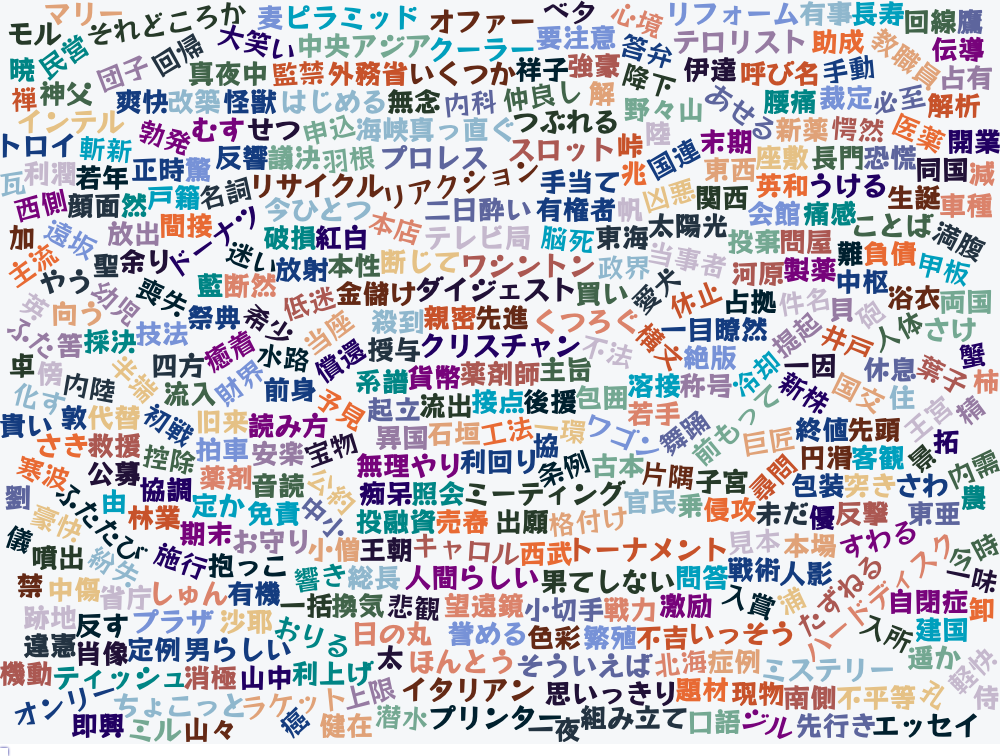 マリー それどころか 麦 ピラミッド オファー ベタ 心境 リフォーム 有事 長寿 回線 鷹
モル 民営 回帰 大笑い 中央アジア クーラー 要注意 答弁 テロリスト 助成 教職員 伝導
暁 団子 真夜中 監禁 外務省 いくつか 祥子 強豪 降下 伊達 呼び名 手動 占有
禅 神父 爽快 改築 怪獣 はじめる 無念 内科 仲良し 解 野々山 あせる 腰痛 裁定 必至 解析
インテル 勃発 むす せつ 申込 海峡 真っ直ぐ つぶれる 陸 末期 新薬 愕然 医薬 開業
トロイ 斬新 正時 驚 反響 議決 羽根 プロレス スロット 峠 国連 東西 座敷 長門 恐慌 同国 減
瓦 利潤 若年 戸籍 名詞 リサイクル リアクション 手当て 兆 凶悪 関西 英和 うける 生誕 車種
西側 顔面 然 間接 ドーナツ 今ひとつ 本店 二日酔い 有権者 帆 太陽光 会館 痛感 ことば 満腹
加 遠坂 放出 迷い 破損 紅白 テレビ局 脳死 東海 当事者 投棄 問屋 難 負債 甲板
主流 やう 聖 余り 放射 本性 断じて ワシントン 政界 愛犬 河原 製薬 中枢 浴衣 両国
英 向う 幼児 喪失 藍 断然 低迷 金儲け ダイジェスト 買い 休止 占拠 件名 貝 砲 人体 さけ
ふた 答 採決 技法 祭典 希少 当座 殺到 親密 先進 くつろぐ 構文 一目瞭然 提起 井戸 蟹
卓 傍 内陸 半端 四方 癒着 水路 償還 授与 クリスチャン 不法 絶版 冷却 一因 休息 葉子 柿
化す 流入 財界 前身 系譜 貨幣 薬剤師 主旨 包囲 溶接 称号 新株 国交 住 王宮 精
貴い 敦 代替 初戦 旧来 読み方 予見 起立 流出 接点 後援 若手 前もって 巨匠 終値 先頭 拓
さき 救援 控除 拍車 安楽 宝物 異国 石垣 工法 一環 協 ワゴン 舞踊 円滑 客観 景
寒波 公募 協調 薬剤 音読 公約 無理やり 利回り 条例 古本 片隅 子宮 尋問 包装 突き さわ 内需
劉 ふたたび 由 定か 免責 中小 痴呆 照会 ミーティング 官民 乗 侵攻 未だ 優 反撃 東亜 農
豪快 林業 期末 お守り 投融資 売春 出願 格付け 見本 本場 すわる
儀 噴出 紛失 施行 抱っこ 小僧 王朝 キャロル 西武 トーナメント 戦術 人影 ハードディスク 今時
禁 中傷 省庁 しゅん 有機 響き 総長 人間らしい 果てしない 問答 入賞 浦 たずねる 自閉症 一味 卸
跡地 反す プラザ 沙耶 一括 換気 悲観 望遠鏡 小切手 戦力 激励 入所 建国
違憲 肖像 定例 男らしい おりる 日の丸 誉める 色彩 繁殖 不吉 いっそう 遥か
機動 ティッシュ 消極 山中 利上げ 太 ほんとう そういえば 北海 症例 ミステリー 軽快
オンリー ちょこっと ラケット 上限 イタリアン 思いっきり 題材 現物 南側 不平等 丸 侍
即興 ミル 山々 癌 健在 潜水 プリンター 一夜 組み立て 口語 ジル 先行き エッセイ